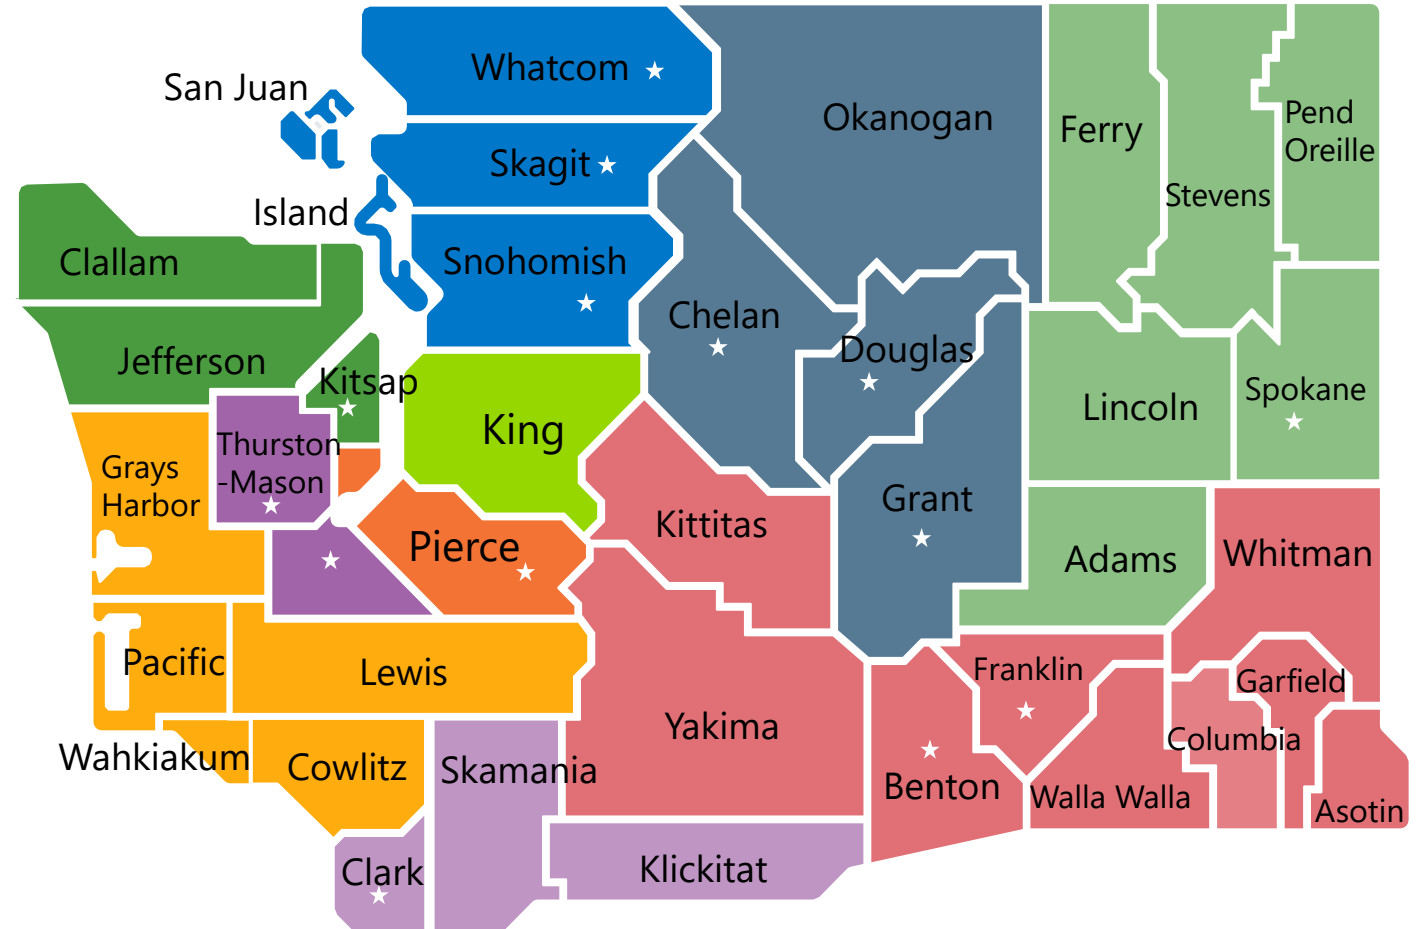 Whatcom
San Juan
Okanogan
Ferry
Pend
Oreille
Skagit
Stevens
Island
Clallam
Snohomish
Chelan
Douglas
Jefferson
Kitsap
Spokane
Lincoln
King
Thurston
-Mason
Grays
Harbor
Grant
Kittitas
Pierce
Adams
Whitman
Pacific
Lewis
Franklin
Garfield
Yakima
Columbia
Wahkiakum
Cowlitz
Skamania
Benton
Walla Walla
Asotin
Clark
Klickitat